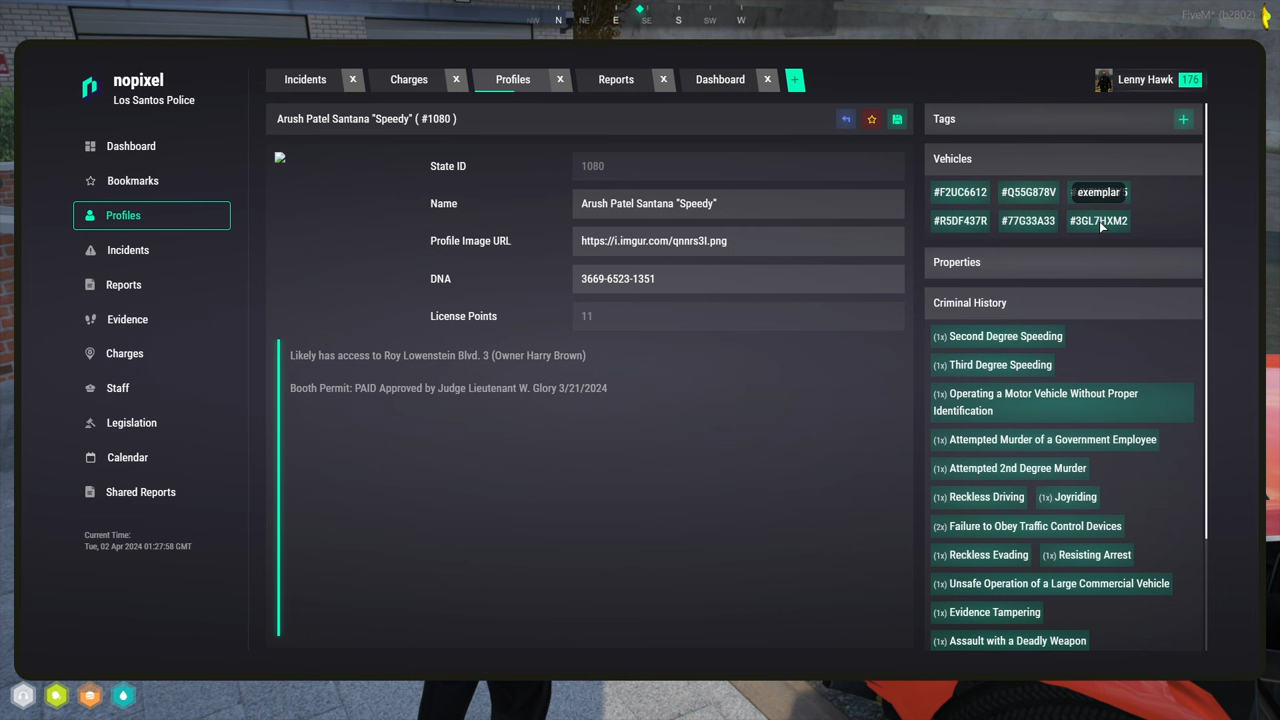 NW N NE E SE S SW W
FiveM* (b2802)
nopixel
Los Santos Police
Incidents x Charges x Profiles x Reports x Dashboard x +
Lenny Hawk 176
Dashboard
Bookmarks
Profiles
Incidents
Reports
Evidence
Charges
Staff
Legislation
Calendar
Shared Reports
Current Time:
Tue, 02 Apr 2024 01:27:58 GMT
Arush Patel Santana "Speedy" ( #1080 )
State ID 1080
Name Arush Patel Santana "Speedy"
Profile Image URL https://i.imgur.com/qnnrs3I.png
DNA 3669-6523-1351
License Points 11
Likely has access to Roy Lowenstein Blvd. 3 (Owner Harry Brown)
Booth Permit: PAID Approved by Judge Lieutenant W. Glory 3/21/2024
Tags +
Vehicles
#F2UC6612 #Q55G878V exemplar
#R5DF437R #77G33A33 #3GL7HXM2
Properties
Criminal History
(1x) Second Degree Speeding
(1x) Third Degree Speeding
(1x) Operating a Motor Vehicle Without Proper
Identification
(1x) Attempted Murder of a Government Employee
(1x) Attempted 2nd Degree Murder
(1x) Reckless Driving (1x) Joyriding
(2x) Failure to Obey Traffic Control Devices
(1x) Reckless Evading (1x) Resisting Arrest
(1x) Unsafe Operation of a Large Commercial Vehicle
(1x) Evidence Tampering
(1x) Assault with a Deadly Weapon